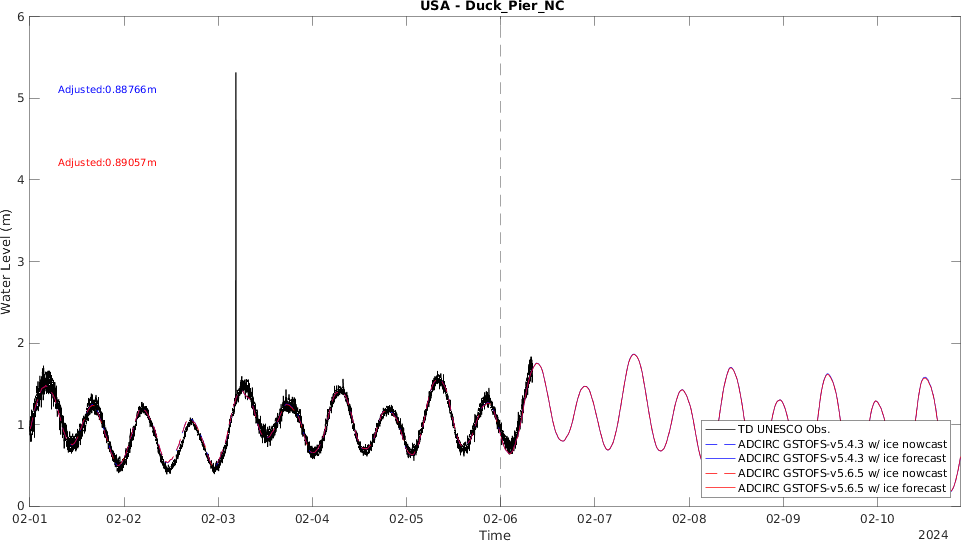 USA - Duck_Pier_NC
6
5
4
3
2
1
0
Water Level (m)
Adjusted:0.88766m
Adjusted:0.89057m
TD UNESCO Obs.
ADCIRC GSTOFS-v5.4.3 w/ ice nowcast
ADCIRC GSTOFS-v5.4.3 w/ ice forecast
ADCIRC GSTOFS-v5.6.5 w/ ice nowcast
ADCIRC GSTOFS-v5.6.5 w/ ice forecast
02-01 02-02 02-03 02-04 02-05 02-06 02-07 02-08 02-09 02-10
Time
2024